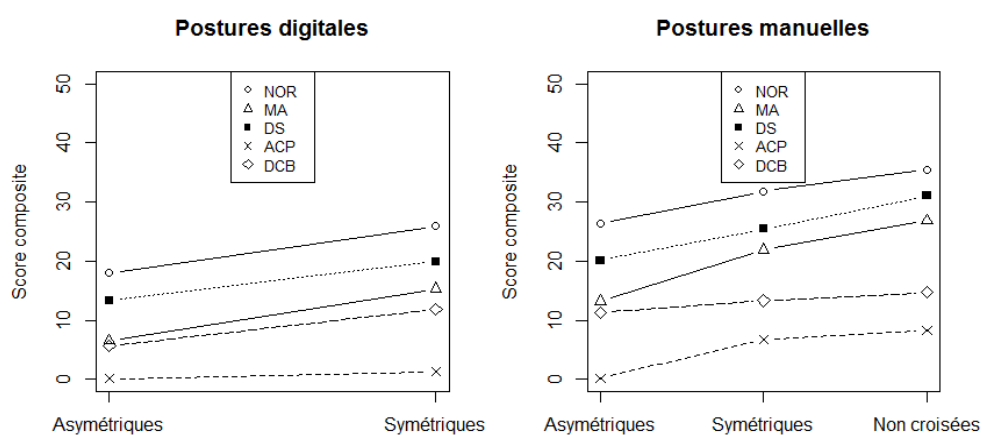 Postures digitales
Score composite
50
40
30
20
10
0
NOR
MA
DS
ACP
DCB
Asymétriques
Symétriques
Postures manuelles
Score composite
50
40
30
20
10
0
NOR
MA
DS
ACP
DCB
Asymétriques
Symétriques
Non croisées